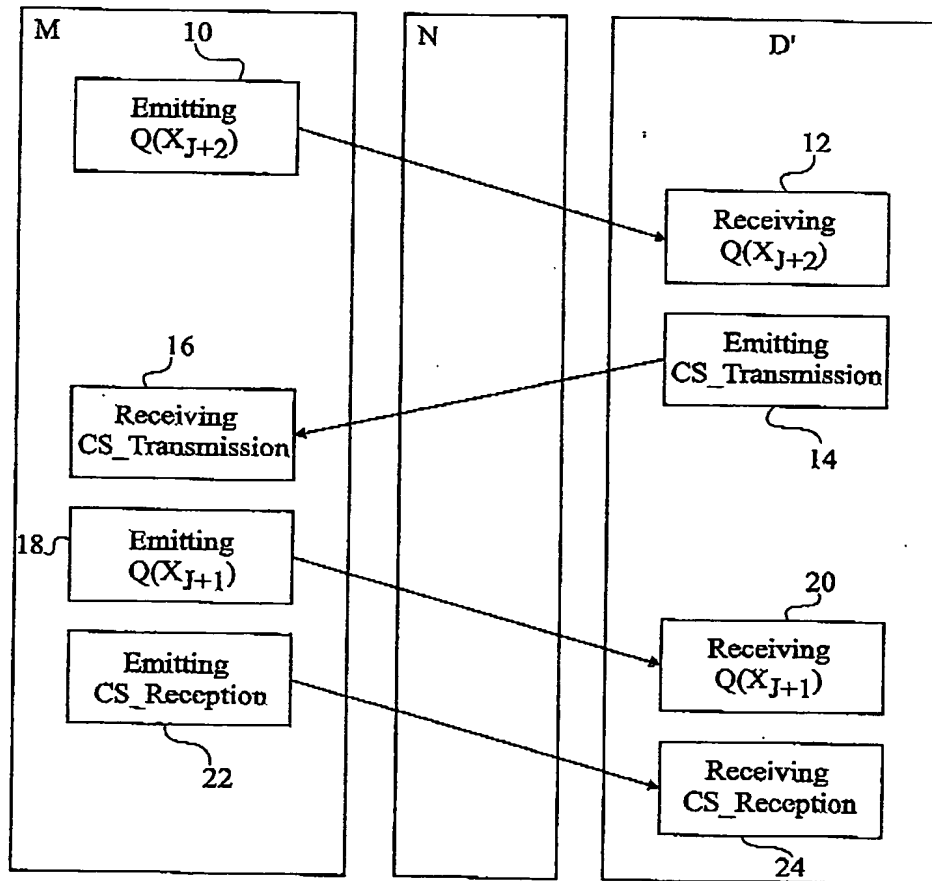 M
N
D'
10
Emitting
Q(X_{J+2})
12
Receiving
Q(X_{J+2})
Emitting
CS_Transmission
14
16
Receiving
CS_Transmission
18
Emitting
Q(X_{J+1})
20
Receiving
Q(X_{J+1})
Emitting
CS_Reception
22
Receiving
CS_Reception
24